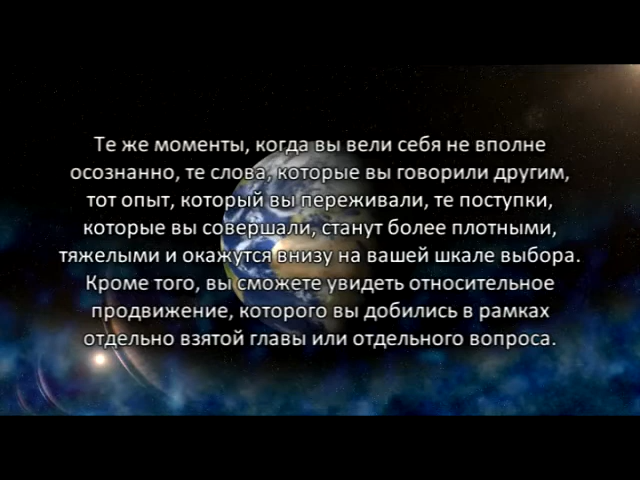 Те же моменты, когда вы вели себя не вполне
осознанно, те слова, которые вы говорили другим,
тот опыт, который вы переживали, те поступки,
которые вы совершали, станут более плотными,
тяжелыми и окажутся внизу на вашей шкале выбора.
Кроме того, вы сможете увидеть относительное
продвижение, которого вы добились в рамках
отдельно взятой главы или отдельного вопроса.